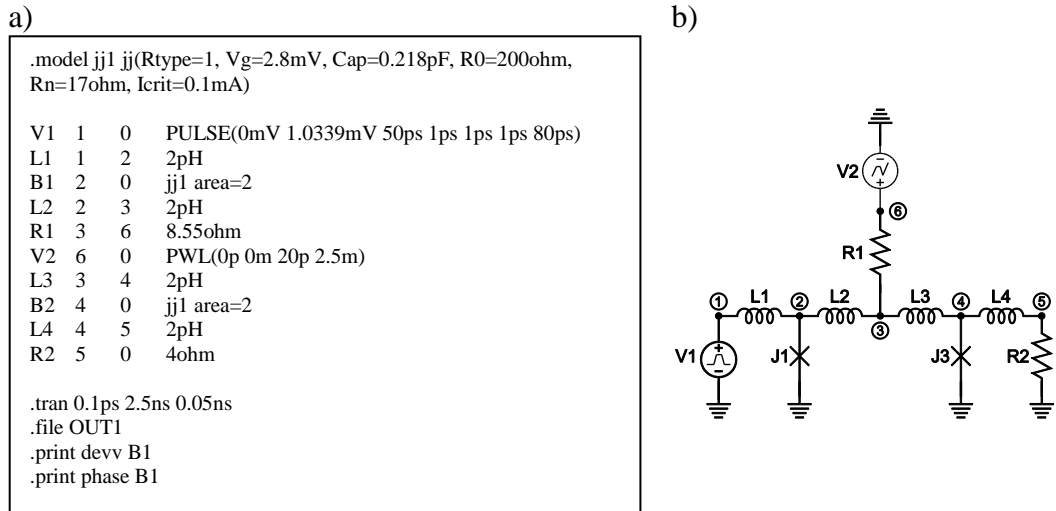 a)
.model jj1 jj(Rtype=1, Vg=2.8mV, Cap=0.218pF, R0=200ohm,
Rn=17ohm, Icrit=0.1mA)
V1 1 0 PULSE(0mV 1.0339mV 50ps 1ps 1ps 1ps 80ps)
L1 1 2 2pH
B1 2 0 jj1 area=2
L2 2 3 2pH
R1 3 6 8.55ohm
V2 6 0 PWL(0p 0m 20p 2.5m)
L3 3 4 2pH
B2 4 0 jj1 area=2
L4 4 5 2pH
R2 5 0 4ohm
.tran 0.1ps 2.5ns 0.05ns
.file OUT1
.print devv B1
.print phase B1
b)
V2 - +
6
R1
1 L1 2 L2 3 L3 4 L4 5
V1 + - J1 J3 R2